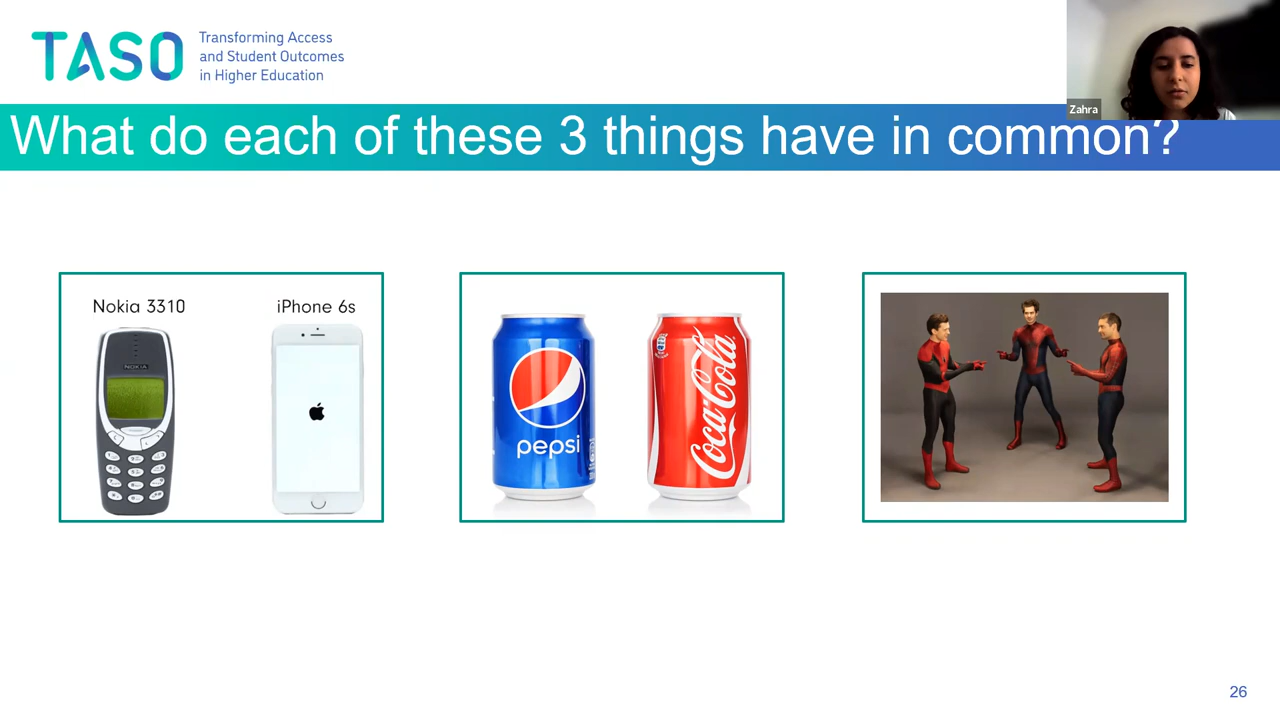 TASO
Transforming Access
and Student Outcomes
in Higher Education
Zahra
What do each of these 3 things have in common?
Nokia 3310
iPhone 6s
NOKIA
pepsi
Coca-Cola
26